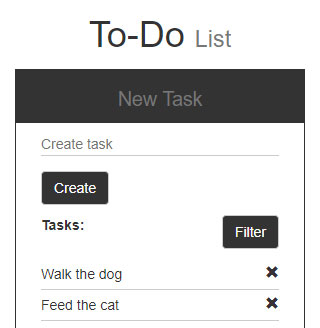 To-Do List
New Task
Create task
Create
Tasks:
Filter
Walk the dog
Feed the cat